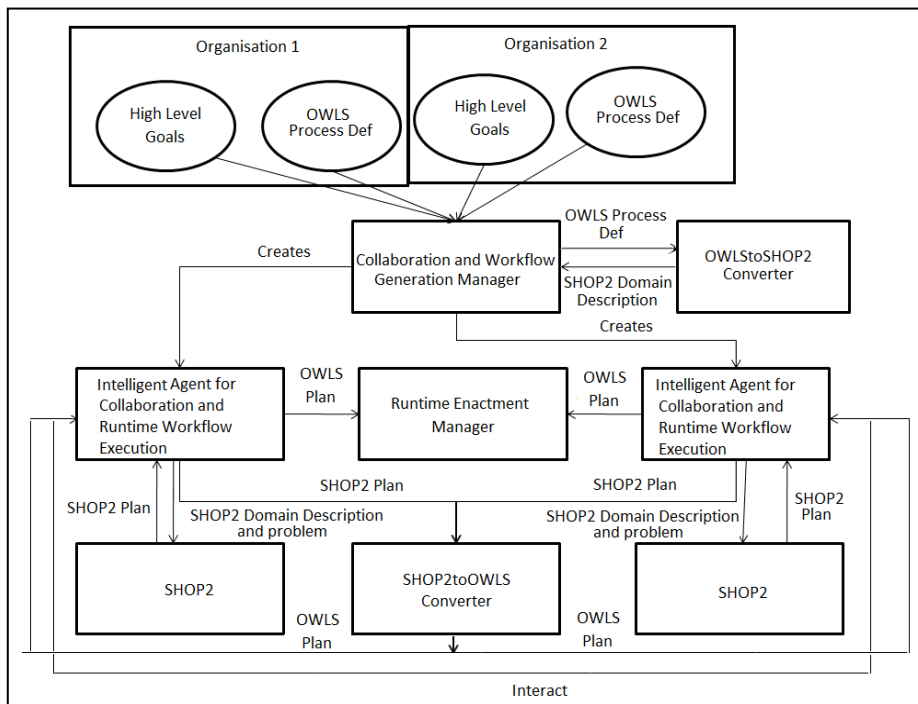 Organisation 1
Organisation 2
High Level
Goals
OWLS
Process Def
High Level
Goals
OWLS
Process Def
Collaboration and Workflow
Generation Manager
OWLS Process
Def
SHOP2 Domain
Description
OWLStoSHOP2
Converter
Creates
Creates
Intelligent Agent for
Collaboration and
Runtime Workflow
Execution
OWLS
Plan
Runtime Enactment
Manager
OWLS
Plan
Intelligent Agent for
Collaboration and
Runtime Workflow
Execution
SHOP2 Plan
SHOP2 Plan
SHOP2 Plan
SHOP2 Domain Description
and problem
SHOP2 Domain Description
and problem
SHOP2
Plan
SHOP2
SHOP2toOWLS
Converter
SHOP2
OWLS
Plan
OWLS
Plan
Interact